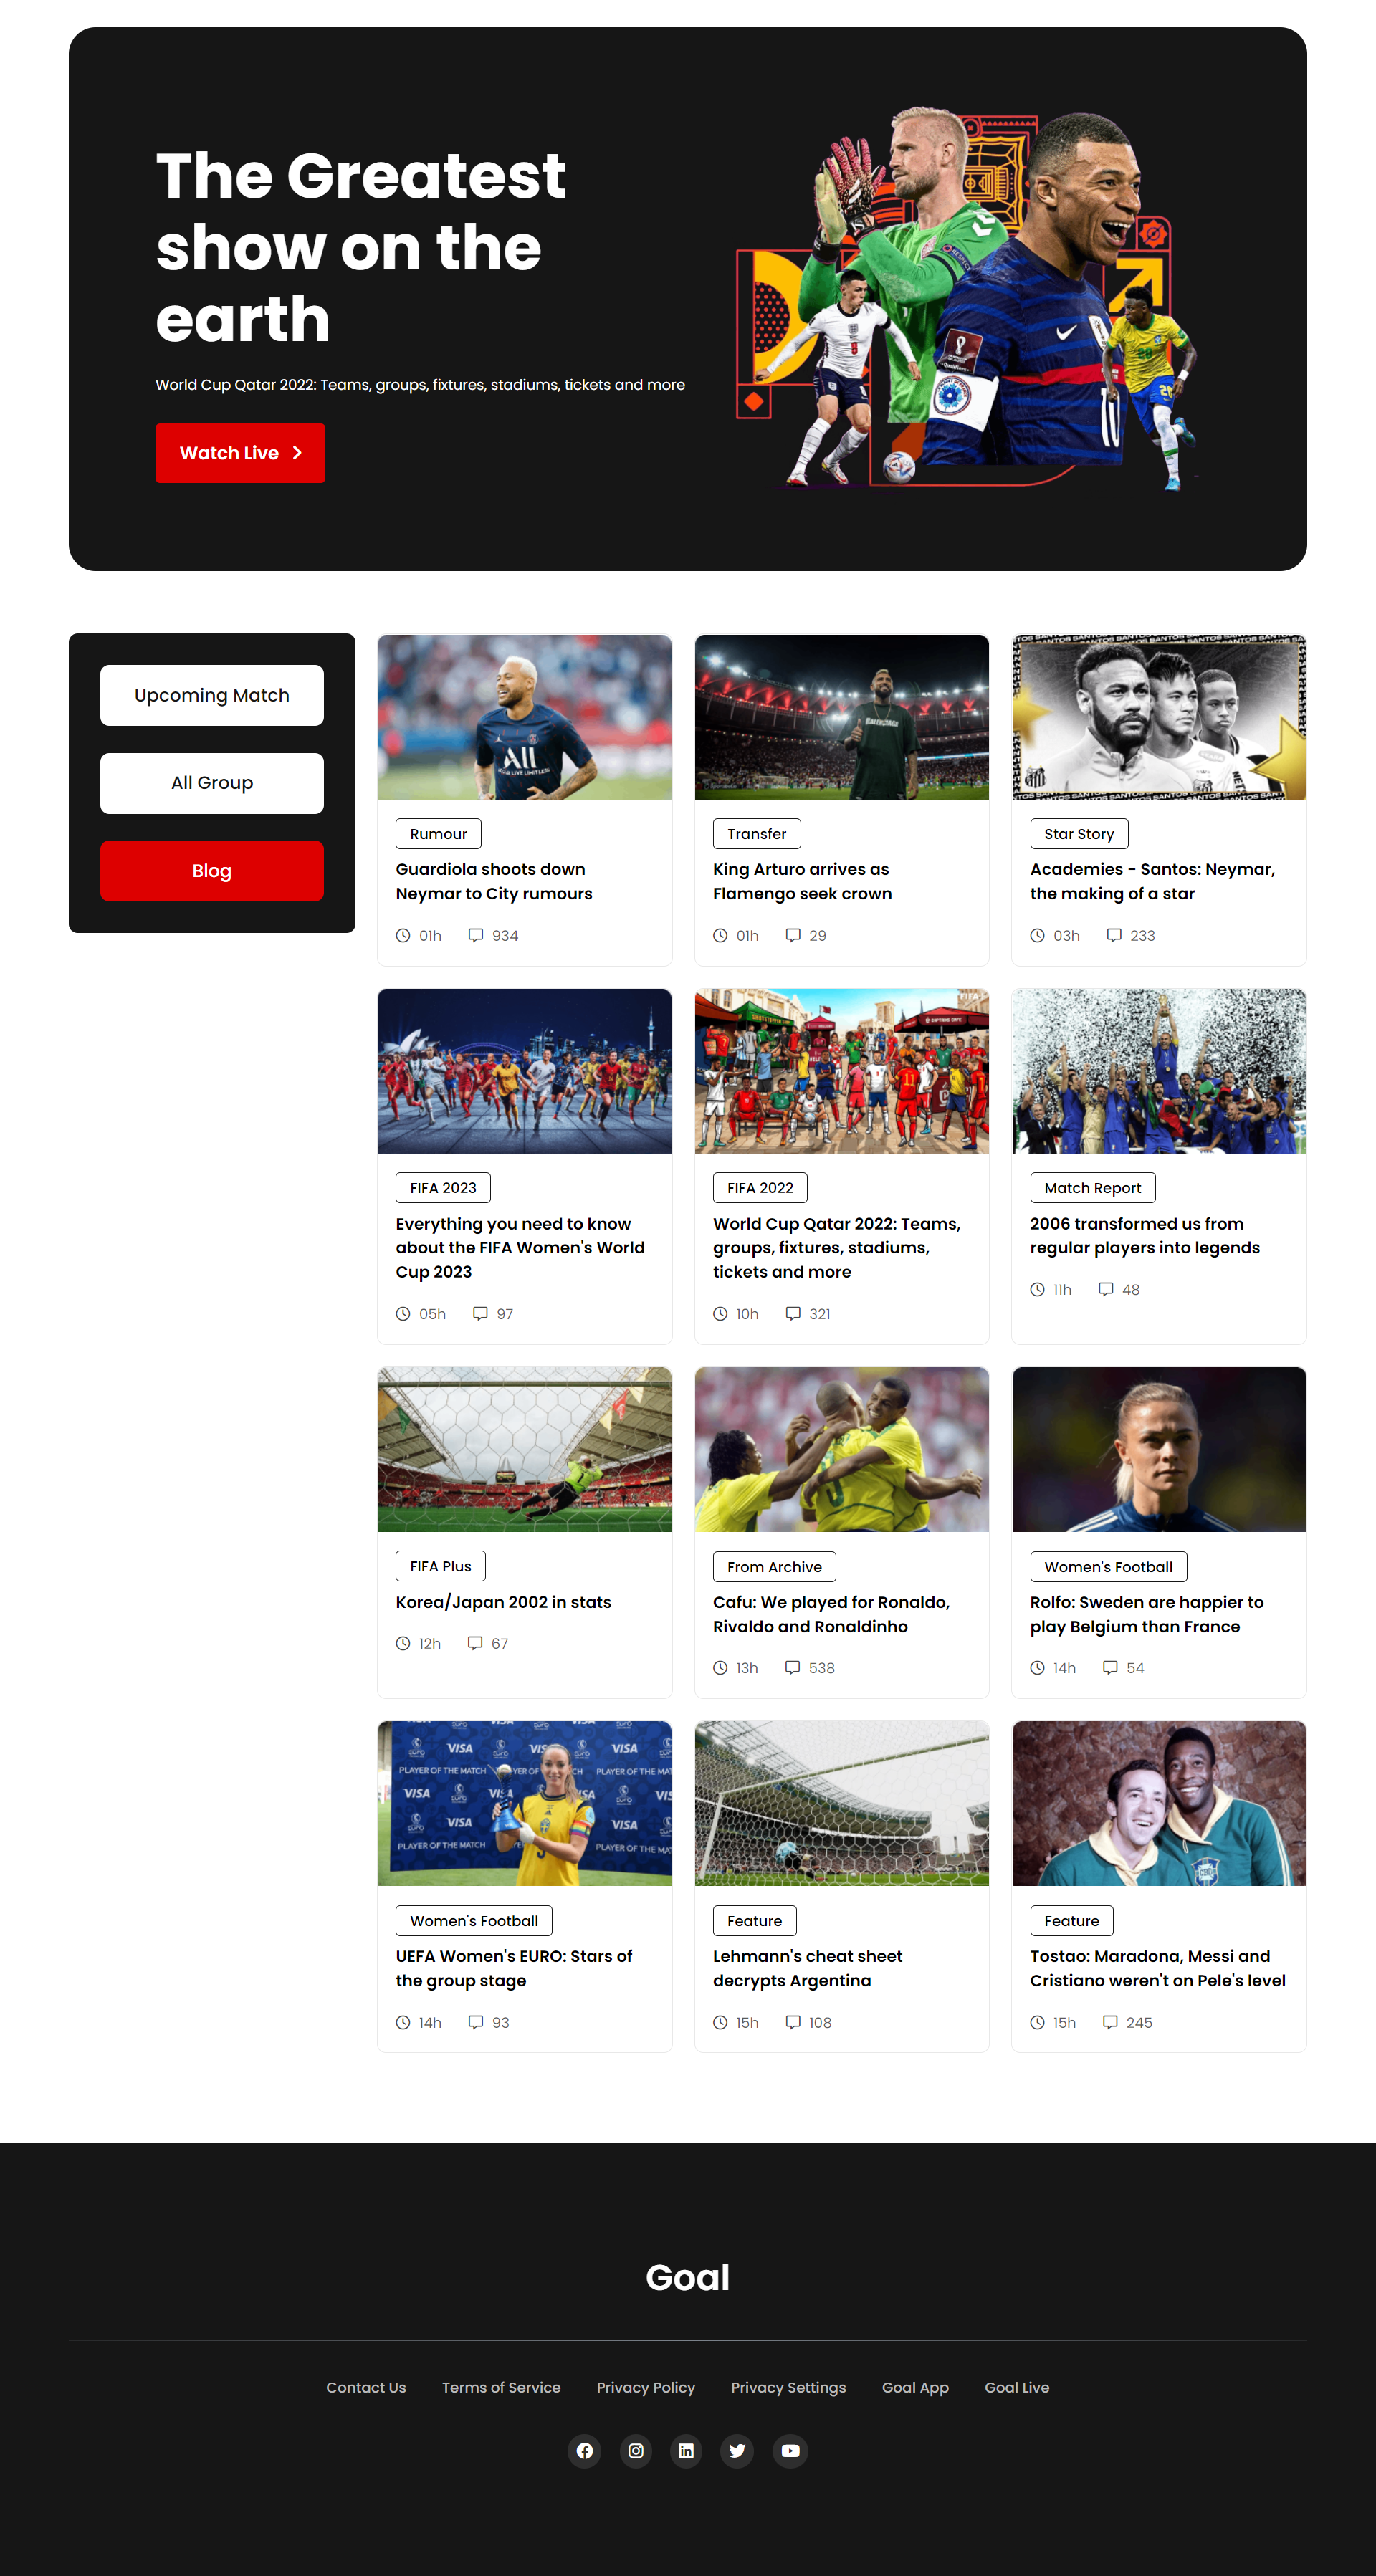 The Greatest
show on the
earth
World Cup Qatar 2022: Teams, groups, fixtures, stadiums, tickets and more
Watch Live
Upcoming Match
All Group
Blog
Rumour
Guardiola shoots down
Neymar to City rumours
01h 934
Transfer
King Arturo arrives as
Flamengo seek crown
01h 29
Star Story
Academies - Santos: Neymar,
the making of a star
03h 233
FIFA 2023
Everything you need to know
about the FIFA Women's World
Cup 2023
05h 97
FIFA 2022
World Cup Qatar 2022: Teams,
groups, fixtures, stadiums,
tickets and more
10h 321
Match Report
2006 transformed us from
regular players into legends
11h 48
FIFA Plus
Korea/Japan 2002 in stats
12h 67
From Archive
Cafu: We played for Ronaldo,
Rivaldo and Ronaldinho
13h 538
Women's Football
Rolfo: Sweden are happier to
play Belgium than France
14h 54
VISA
PLAYER OF THE MATCH
Women's Football
UEFA Women's EURO: Stars of
the group stage
14h 93
Feature
Lehmann's cheat sheet
decrypts Argentina
15h 108
Feature
Tostao: Maradona, Messi and
Cristiano weren't on Pele's level
15h 245
Goal
Contact Us Terms of Service Privacy Policy Privacy Settings Goal App Goal Live